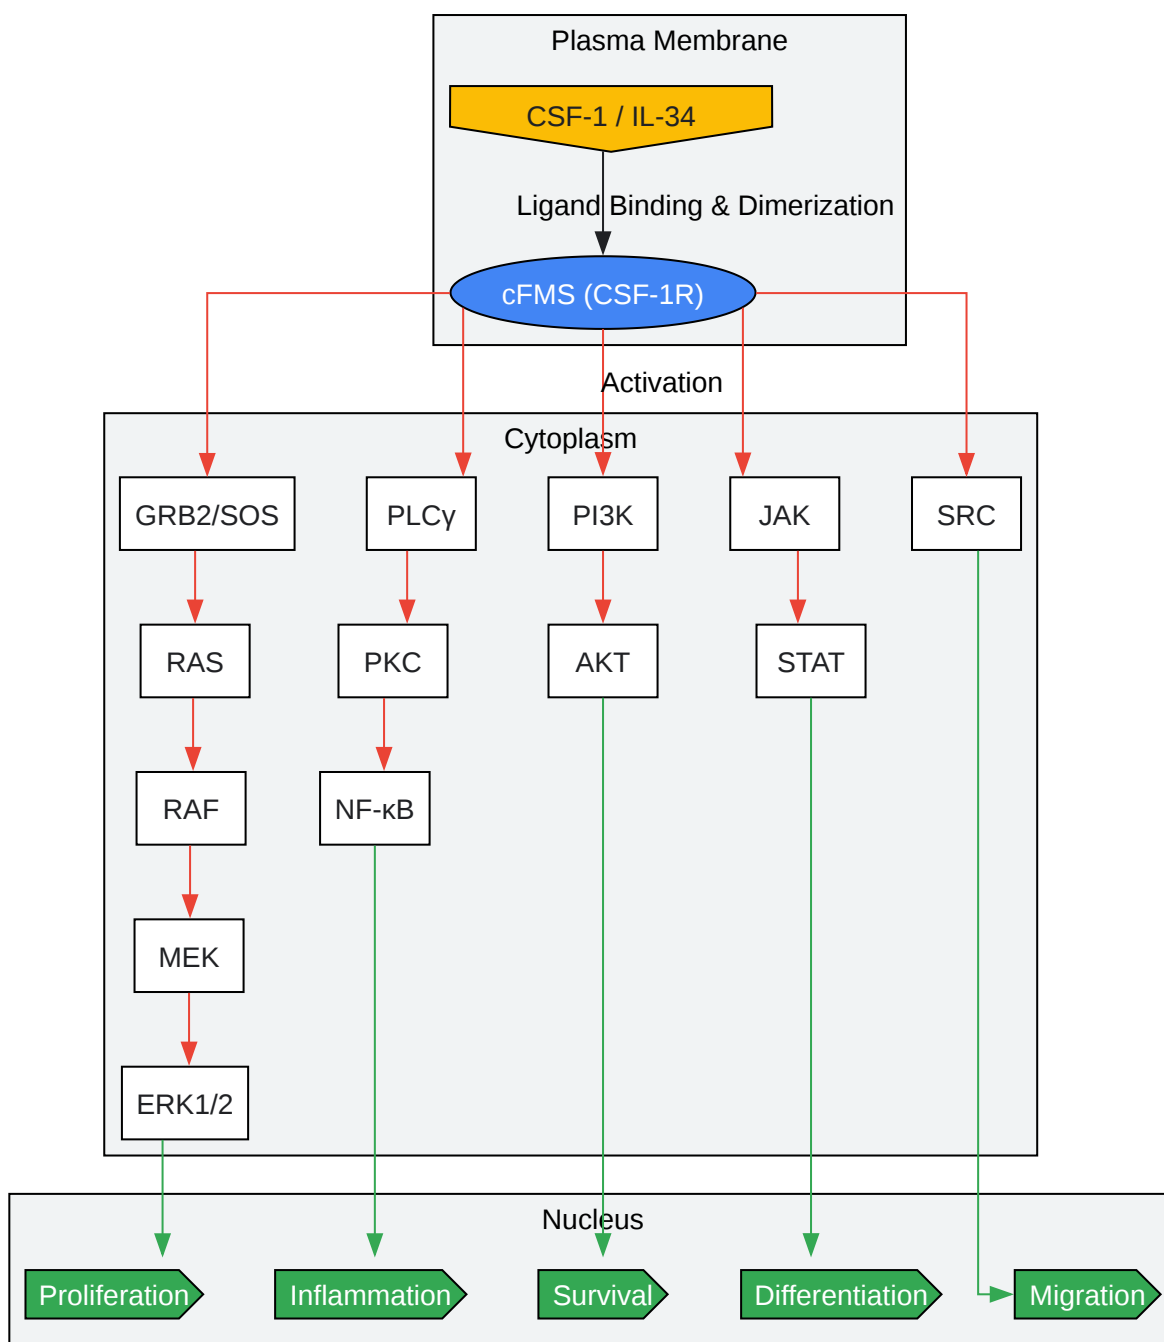 Plasma Membrane
CSF-1 / IL-34
Ligand Binding & Dimerization
cFMS (CSF-1R)
Activation
Cytoplasm
GRB2/SOS
PLCγ
PI3K
JAK
SRC
RAS
PKC
AKT
STAT
RAF
NF-κB
MEK
ERK1/2
Nucleus
Proliferation
Inflammation
Survival
Differentiation
Migration